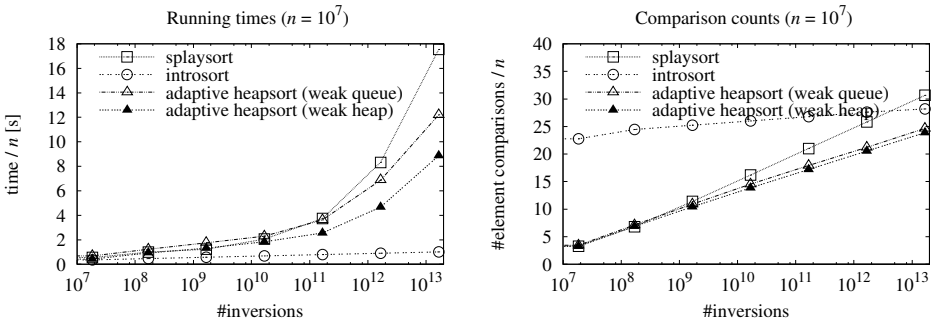 Running times (n = 10^7)
time / n [s]
18
16
14
12
10
8
6
4
2
0
splaysort
introsort
adaptive heapsort (weak queue)
adaptive heapsort (weak heap)
10^7 10^8 10^9 10^10 10^11 10^12 10^13
#inversions
Comparison counts (n = 10^7)
#element comparisons / n
40
35
30
25
20
15
10
5
0
splaysort
introsort
adaptive heapsort (weak queue)
adaptive heapsort (weak heap)
10^7 10^8 10^9 10^10 10^11 10^12 10^13
#inversions